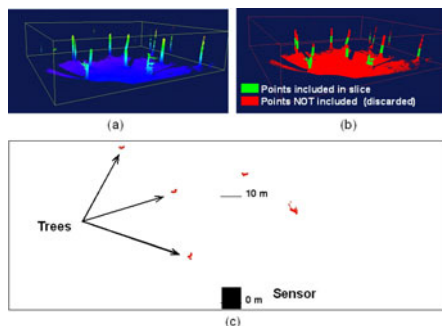 (a)
Points included in slice
Points NOT included (discarded)
(b)
10 m
Trees
0 m
Sensor
(c)